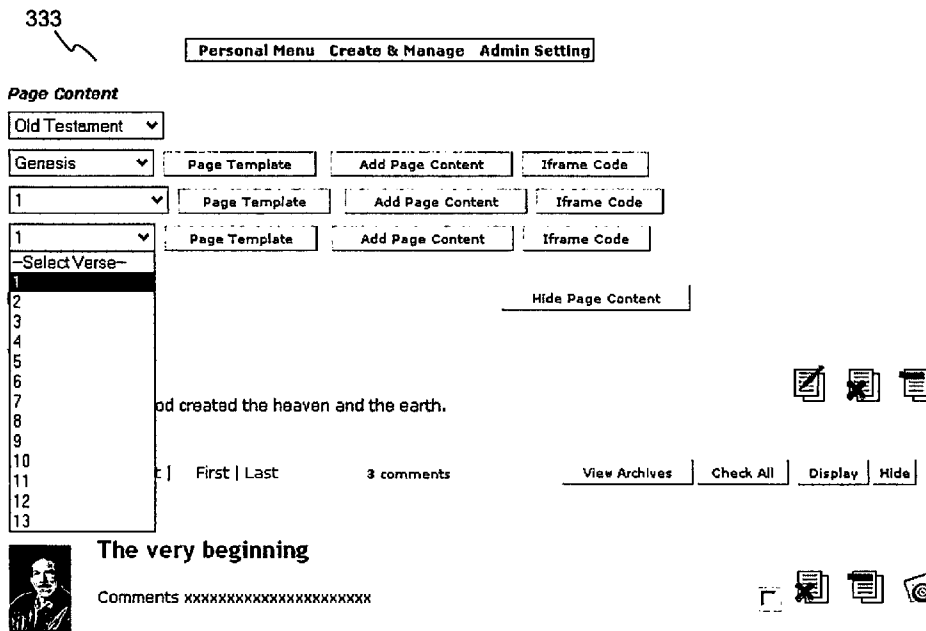 333
Personal Menu Create & Manage Admin Setting
Page Content
Old Testament
Genesis Page Template Add Page Content Iframe Code
1 Page Template Add Page Content Iframe Code
1 Page Template Add Page Content Iframe Code
–Select Verse–
1
2 Hide Page Content
3
4
5
6
7
od created the heaven and the earth.
8
9
10
t ] First | Last 3 comments View Archives Check All Display Hide
11
12
13
The very beginning
Comments xxxxxxxxxxxxxxxxxxxxxx